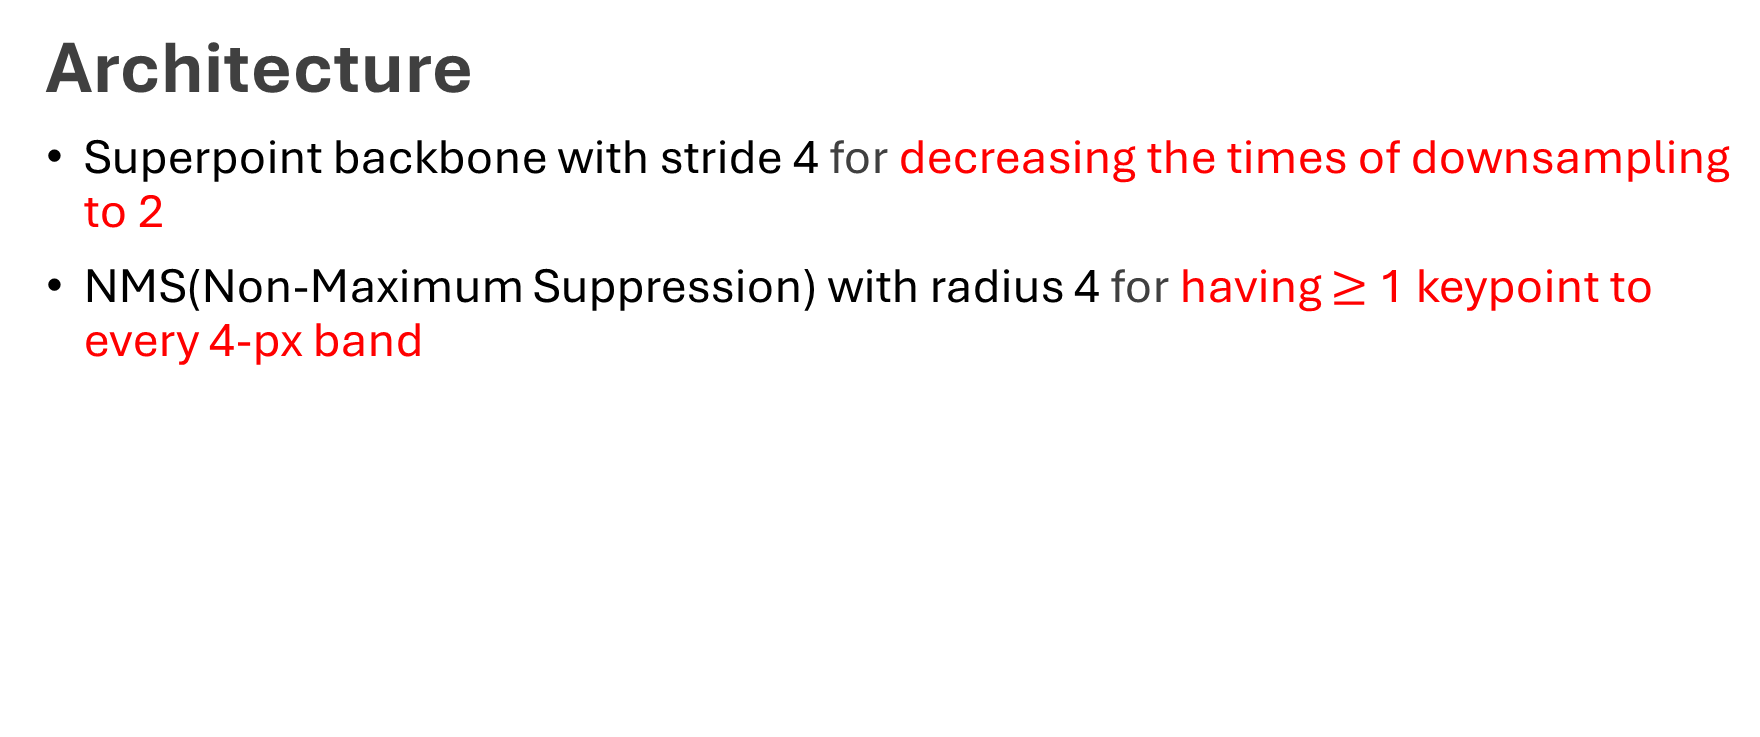 Architecture
• Superpoint backbone with stride 4 for decreasing the times of downsampling
to 2
• NMS(Non-Maximum Suppression) with radius 4 for having ≥ 1 keypoint to
every 4-px band